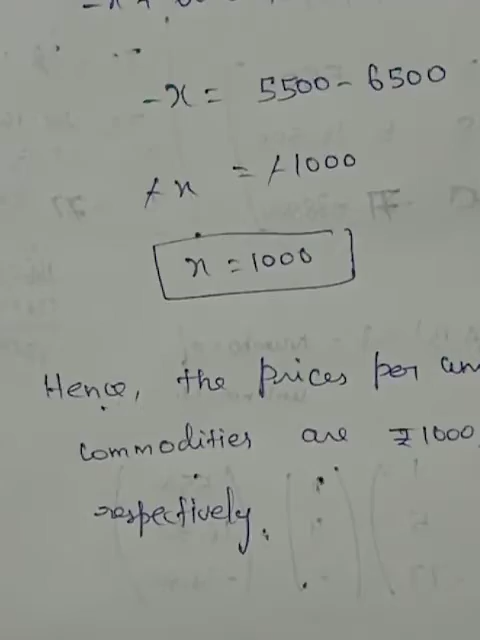 -x = 5500 - 6500
+x = +1000
x = 1000
Hence, the prices per
commodities are ₹1000
respectively.